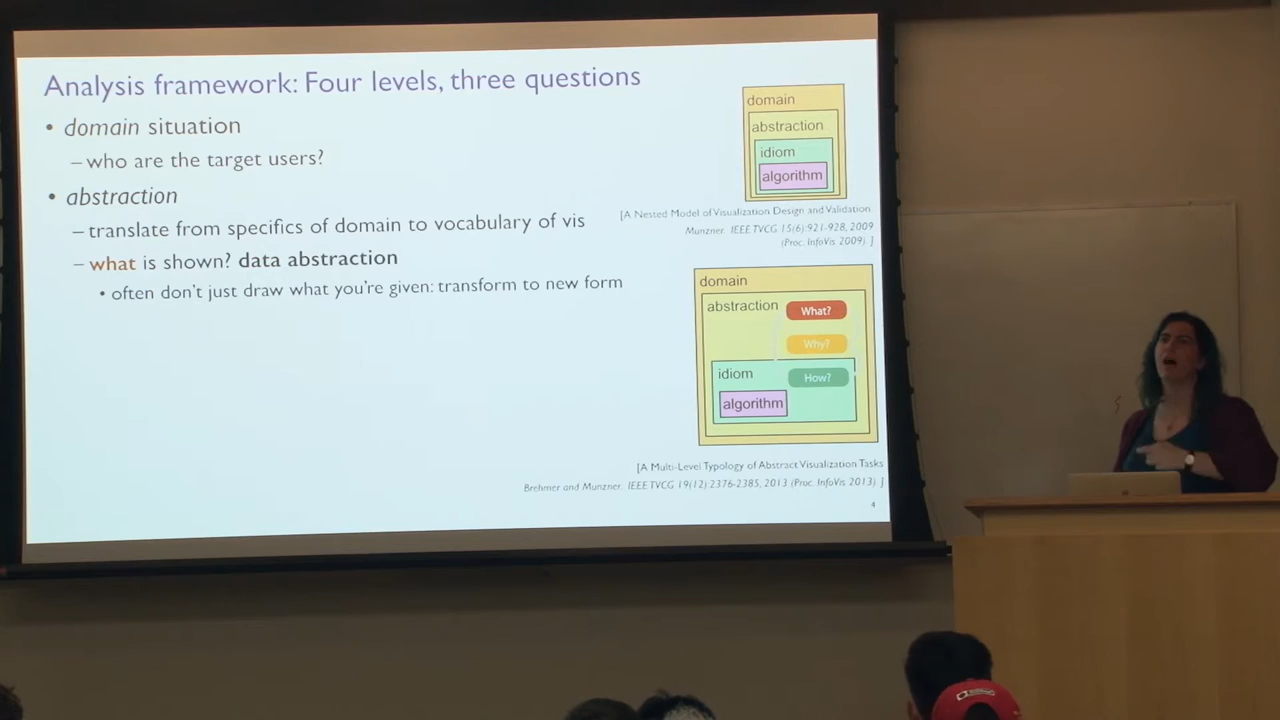 Analysis framework: Four levels, three questions
• domain situation
– who are the target users?
• abstraction
– translate from specifics of domain to vocabulary of vis
– what is shown? data abstraction
• often don't just draw what you're given: transform to new form
domain
abstraction
idiom
algorithm
[A Nested Model of Visualization Design and Validation.
Munzner. IEEE TVCG 15(6):921-928, 2009
(Proc. InfoVis 2009). ]
domain
abstraction
What?
Why?
idiom
How?
algorithm
[A Multi-Level Typology of Abstract Visualization Tasks
Brehmer and Munzner. IEEE TVCG 19(12):2376-2385, 2013 (Proc. InfoVis 2013). ]
4